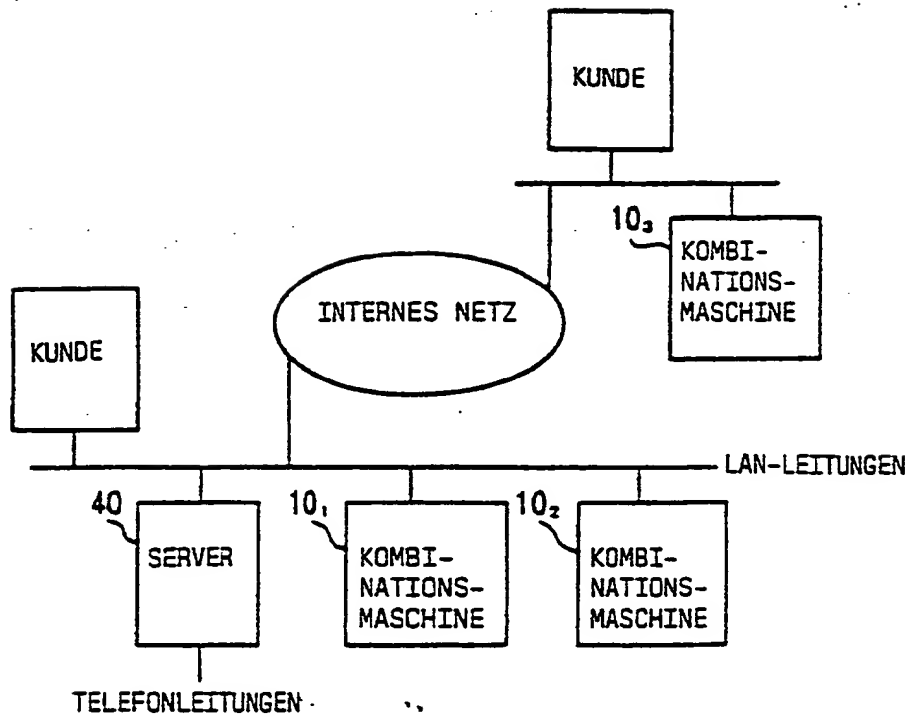 KUNDE
10₃
KOMBI-
NATIONS-
MASCHINE
INTERNES NETZ
KUNDE
LAN-LEITUNGEN
40
SERVER
10₁
KOMBI-
NATIONS-
MASCHINE
10₂
KOMBI-
NATIONS-
MASCHINE
TELEFONLEITUNGEN